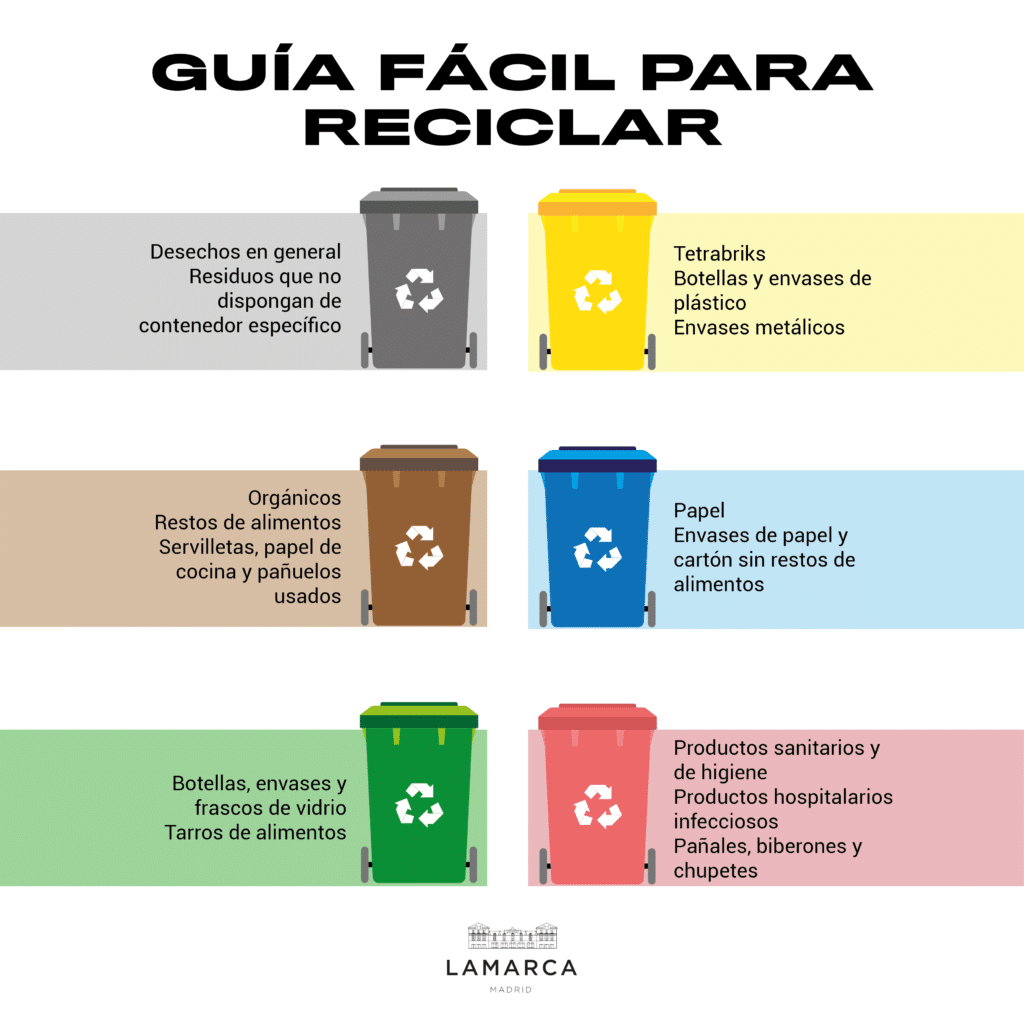 GUÍA FÁCIL PARA
RECICLAR
Desechos en general
Residuos que no
dispongan de
contenedor específico
Tetrabriks
Botellas y envases de
plástico
Envases metálicos
Orgánicos
Restos de alimentos
Servilletas, papel de
cocina y pañuelos
usados
Papel
Envases de papel y
cartón sin restos de
alimentos
Botellas, envases y
frascos de vidrio
Tarros de alimentos
Productos sanitarios y
de higiene
Productos hospitalarios
infecciosos
Pañales, biberones y
chupetes
LAMARCA
MADRID